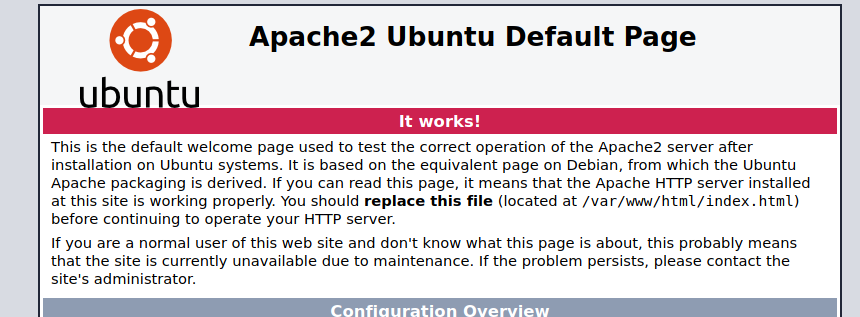 Apache2 Ubuntu Default Page
ubuntu
It works!
This is the default welcome page used to test the correct operation of the Apache2 server after
installation on Ubuntu systems. It is based on the equivalent page on Debian, from which the Ubuntu
Apache packaging is derived. If you can read this page, it means that the Apache HTTP server installed
at this site is working properly. You should replace this file (located at /var/www/html/index.html)
before continuing to operate your HTTP server.
If you are a normal user of this web site and don't know what this page is about, this probably means
that the site is currently unavailable due to maintenance. If the problem persists, please contact the
site's administrator.
Configuration Overview